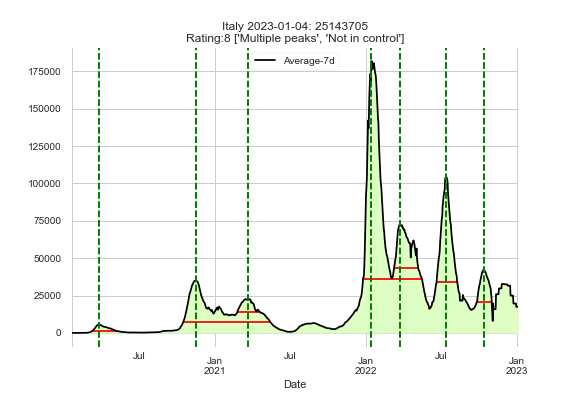 Italy 2023-01-04: 25143705
Rating:8 ['Multiple peaks', 'Not in control']
Average-7d
175000
150000
125000
100000
75000
50000
25000
0
Jul
Jan
2021
Jul
Jan
2022
Jul
Jan
2023
Date